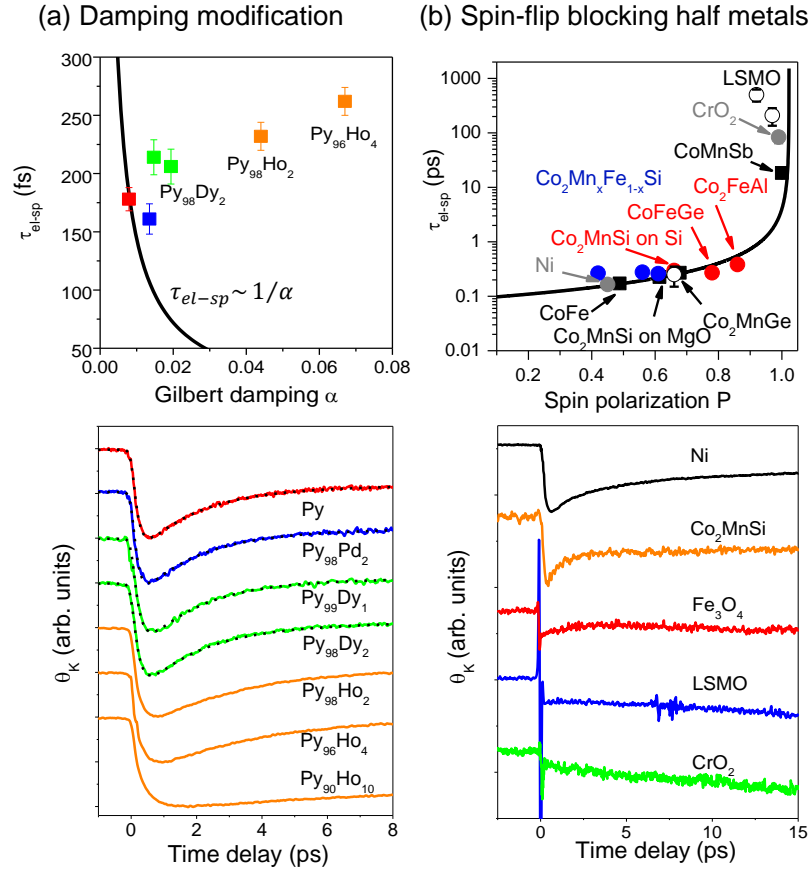 (a) Damping modification
(b) Spin-flip blocking half metals
300
250
200
150
100
50
τel-sp (fs)
Py98Dy2
Py98Ho2
Py96Ho4
τel−sp ~ 1/α
0.00 0.02 0.04 0.06 0.08
Gilbert damping α
1000
100
10
1
0.1
0.01
τel-sp (ps)
LSMO
CrO2
CoMnSb
Co2MnxFe1-xSi
Co2FeAl
CoFeGe
Co2MnSi on Si
Ni
CoFe
Co2MnGe
Co2MnSi on MgO
0.2 0.4 0.6 0.8 1.0
Spin polarization P
θK (arb. units)
Py
Py98Pd2
Py99Dy1
Py98Dy2
Py98Ho2
Py96Ho4
Py90Ho10
0 2 4 6 8
Time delay (ps)
θK (arb. units)
Ni
Co2MnSi
Fe3O4
LSMO
CrO2
0 5 10 15
Time delay (ps)